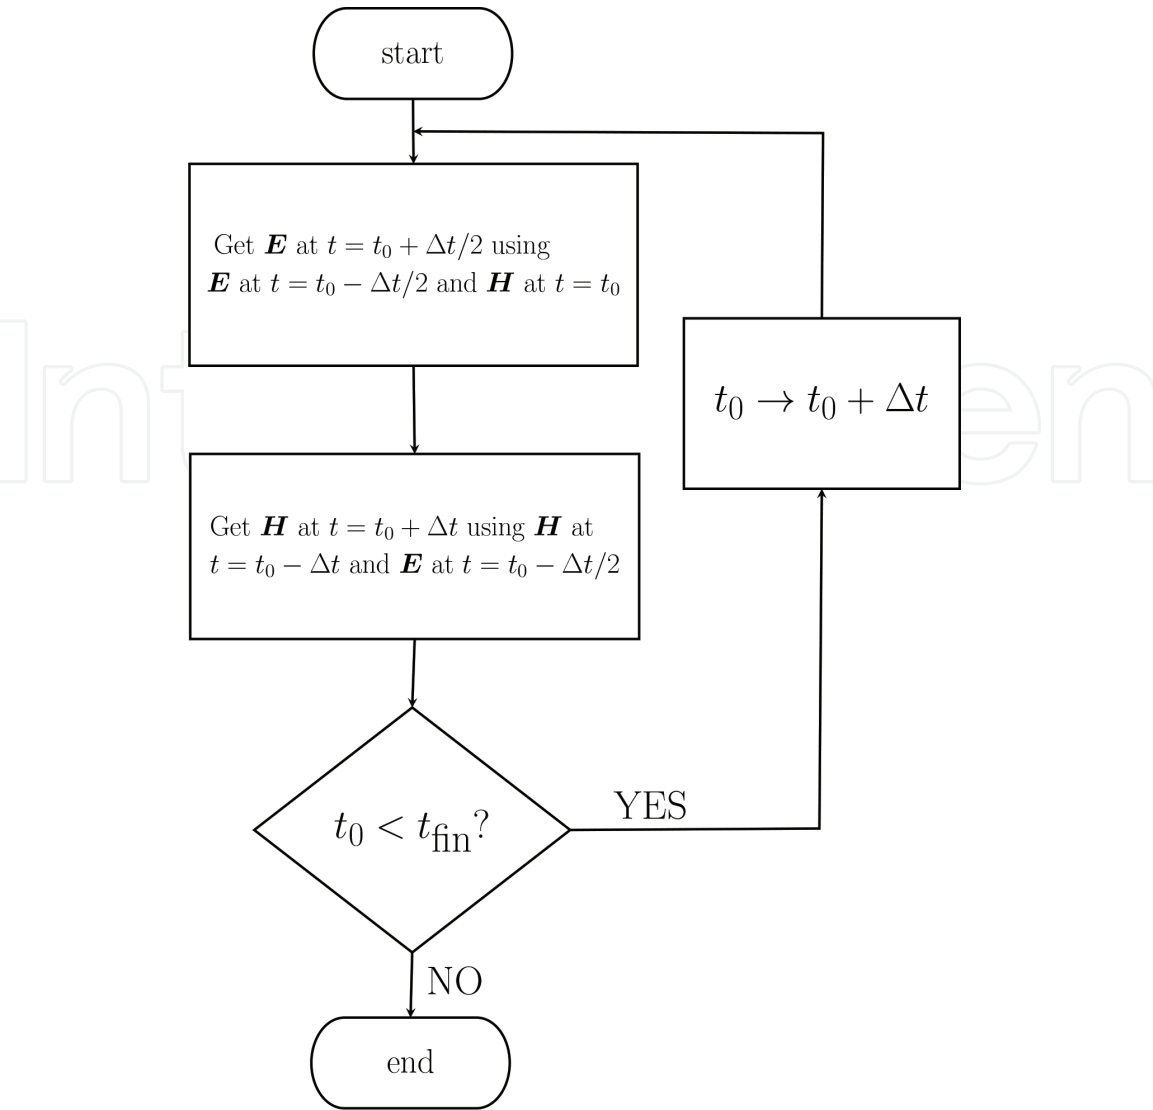 start
Get E at t = t₀ + Δt/2 using
E at t = t₀ − Δt/2 and H at t = t₀
t₀ → t₀ + Δt
Get H at t = t₀ + Δt using H at
t = t₀ − Δt and E at t = t₀ − Δt/2
t₀ < t_fin?
YES
NO
end